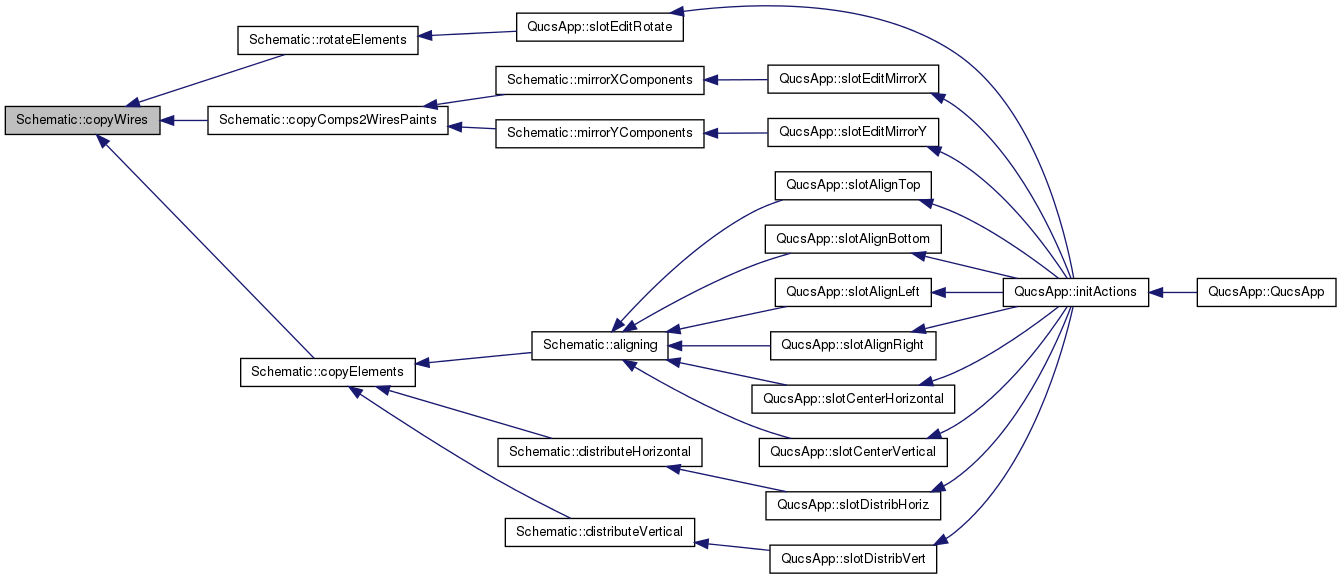 Schematic::copyWires
Schematic::rotateElements
QucsApp::slotEditRotate
Schematic::copyComps2WiresPaints
Schematic::mirrorXComponents
QucsApp::slotEditMirrorX
Schematic::mirrorYComponents
QucsApp::slotEditMirrorY
QucsApp::slotAlignTop
QucsApp::slotAlignBottom
QucsApp::slotAlignLeft
QucsApp::initActions
QucsApp::QucsApp
Schematic::aligning
QucsApp::slotAlignRight
Schematic::copyElements
QucsApp::slotCenterHorizontal
Schematic::distributeHorizontal
QucsApp::slotCenterVertical
QucsApp::slotDistribHoriz
Schematic::distributeVertical
QucsApp::slotDistribVert